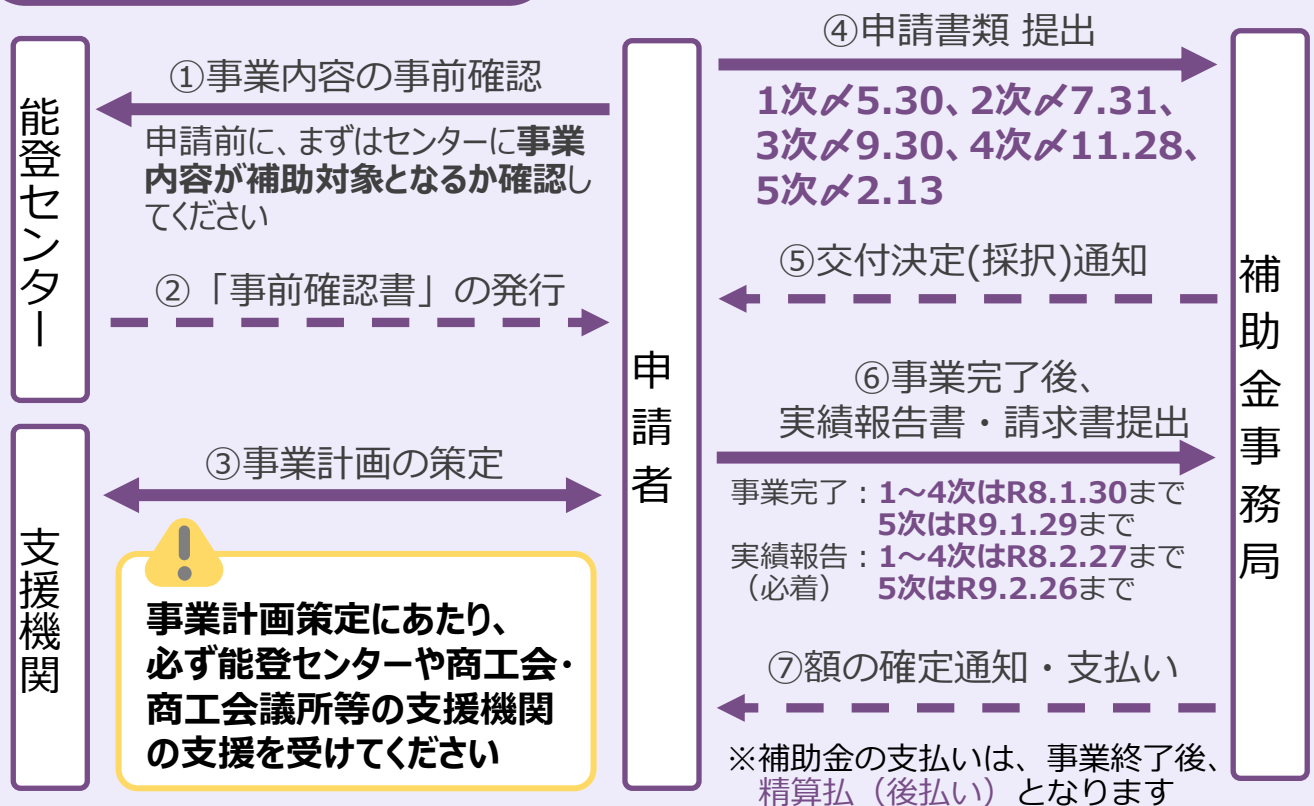 能登センター
①事業内容の事前確認
申請前に、まずはセンターに事業
内容が補助対象となるか確認し
てください
②「事前確認書」の発行
支援機関
③事業計画の策定
事業計画策定にあたり、
必ず能登センターや商工会・
商工会議所等の支援機関
の支援を受けてください
申請者
④申請書類 提出
1次〆5.30、2次〆7.31、
3次〆9.30、4次〆11.28、
5次〆2.13
⑤交付決定(採択)通知
⑥事業完了後、
実績報告書・請求書提出
事業完了：1～4次はR8.1.30まで
5次はR9.1.29まで
実績報告：1～4次はR8.2.27まで
（必着） 5次はR9.2.26まで
⑦額の確定通知・支払い
※補助金の支払いは、事業終了後、
精算払（後払い）となります
補助金事務局